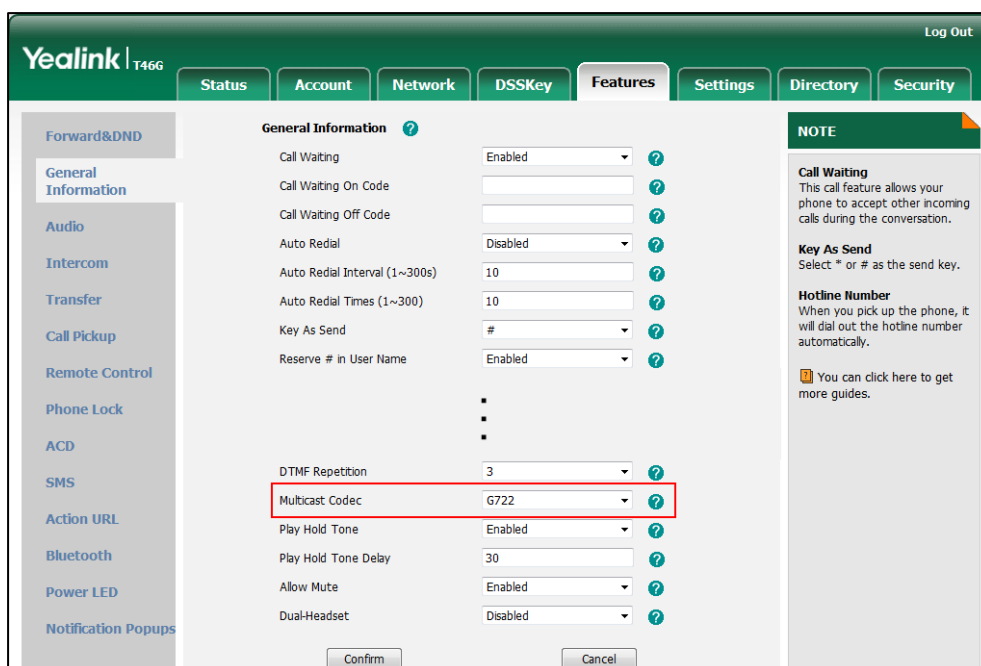 Log Out
Yealink T46G
Status Account Network DSSKey Features Settings Directory Security
Forward&DND
General
Information
Audio
Intercom
Transfer
Call Pickup
Remote Control
Phone Lock
ACD
SMS
Action URL
Bluetooth
Power LED
Notification Popups
General Information ?
Call Waiting Enabled ?
Call Waiting On Code ?
Call Waiting Off Code ?
Auto Redial Disabled ?
Auto Redial Interval (1~300s) 10 ?
Auto Redial Times (1~300) 10 ?
Key As Send # ?
Reserve # in User Name Enabled ?
DTMF Repetition 3 ?
Multicast Codec G722 ?
Play Hold Tone Enabled ?
Play Hold Tone Delay 30 ?
Allow Mute Enabled ?
Dual-Headset Disabled ?
Confirm Cancel
NOTE
Call Waiting
This call feature allows your
phone to accept other incoming
calls during the conversation.
Key As Send
Select * or # as the send key.
Hotline Number
When you pick up the phone, it
will dial out the hotline number
automatically.
? You can click here to get
more guides.